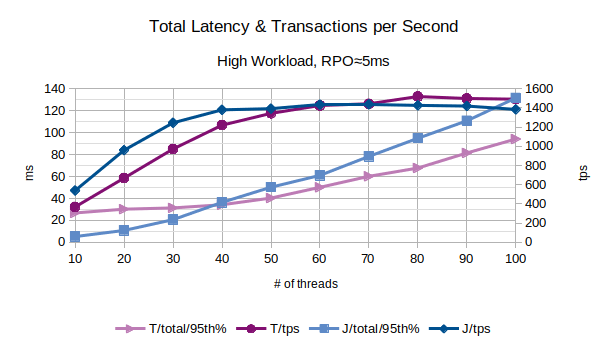 Total Latency & Transactions per Second
High Workload, RPO≈5ms
140 1600
120 1400
100 1200
80 1000
60 800
40 600
20 400
0 200
0
ms
tps
10 20 30 40 50 60 70 80 90 100
# of threads
T/total/95th% T/tps J/total/95th% J/tps